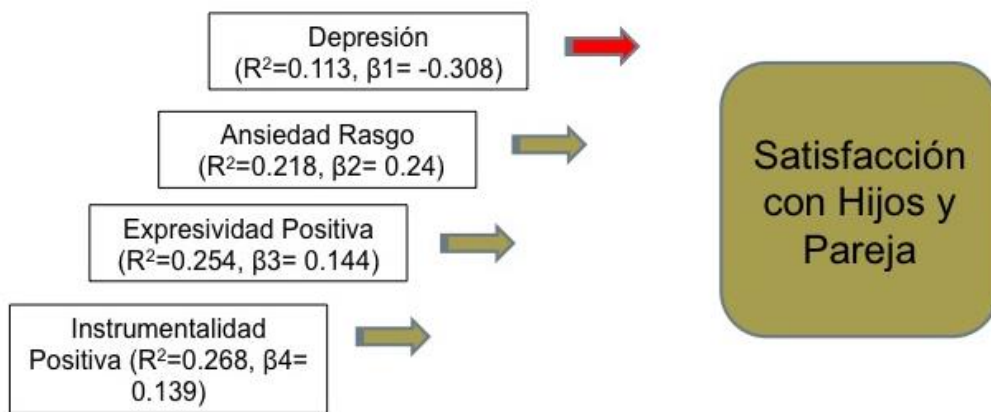 Depresión
(R²=0.113, β1= -0.308)
Ansiedad Rasgo
(R²=0.218, β2= 0.24)
Expresividad Positiva
(R²=0.254, β3= 0.144)
Instrumentalidad
Positiva (R²=0.268, β4=
0.139)
Satisfacción
con Hijos y
Pareja